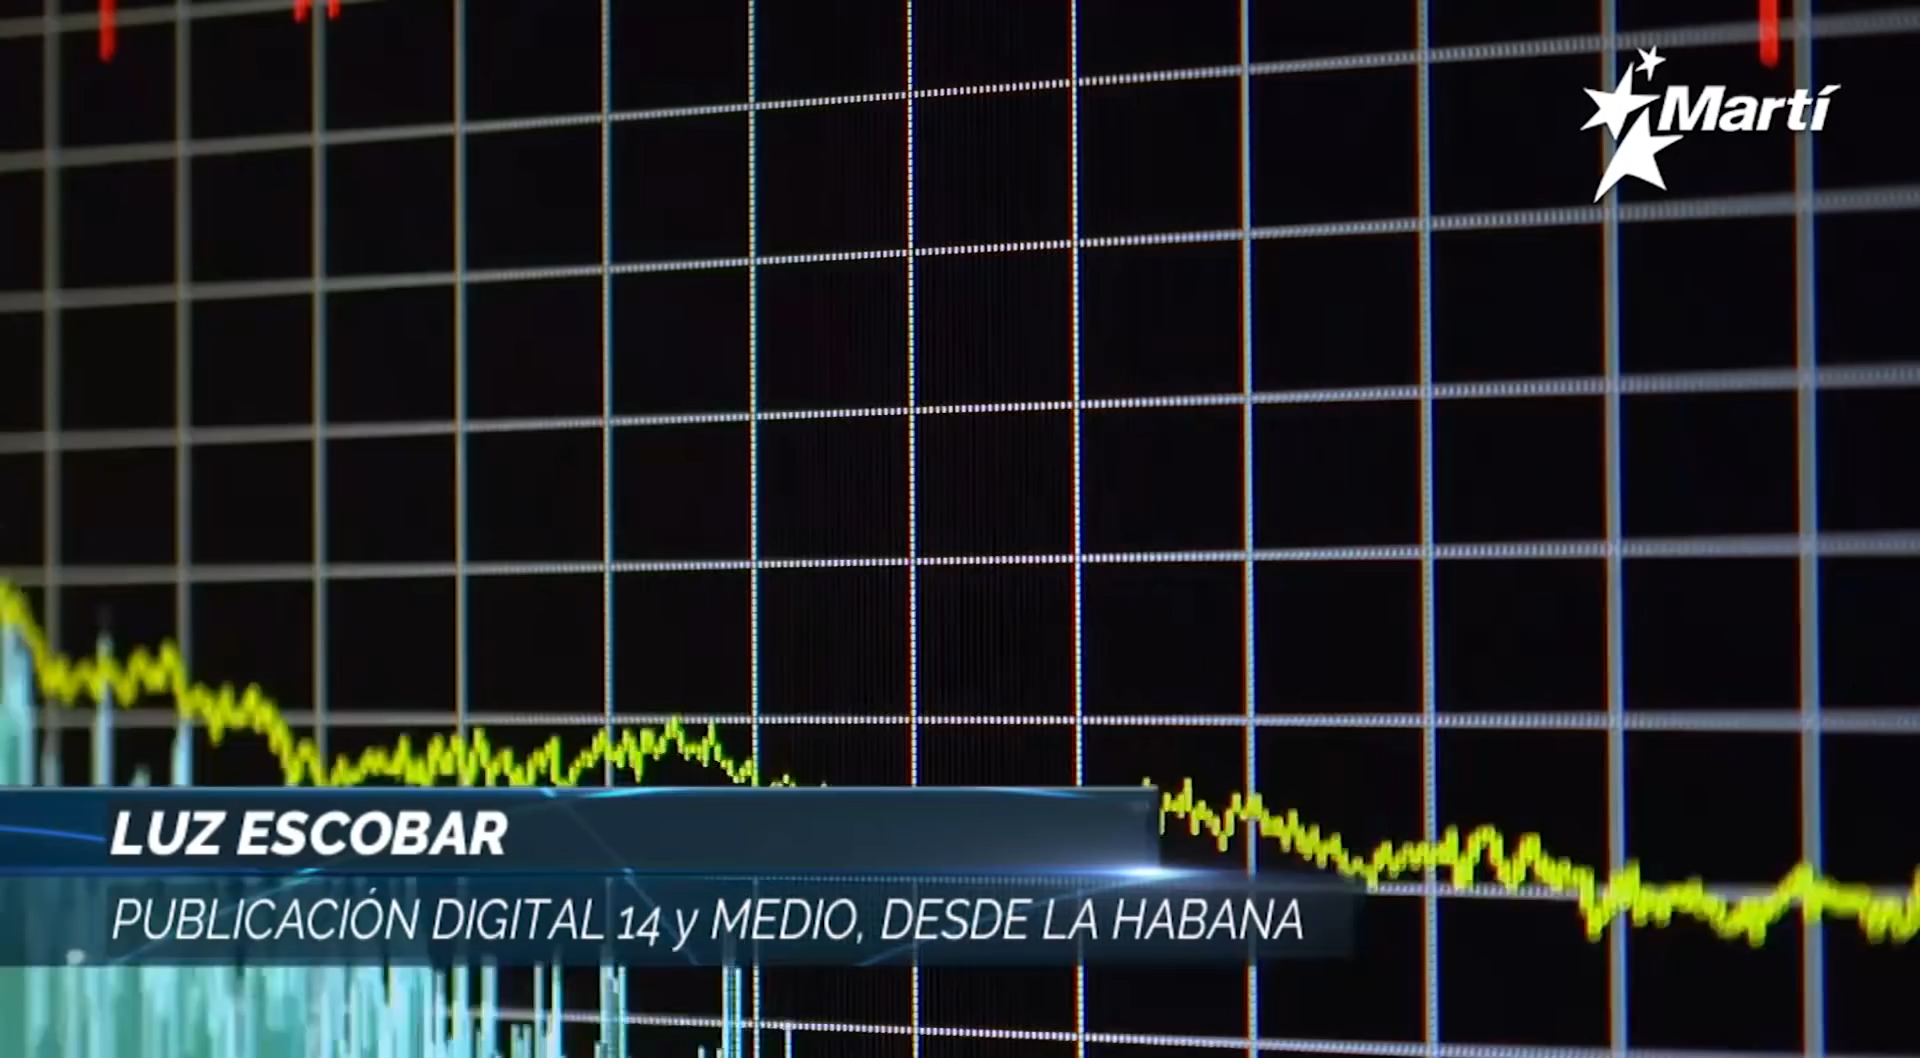 Martí
LUZ ESCOBAR
PUBLICACIÓN DIGITAL 14 y MEDIO, DESDE LA HABANA